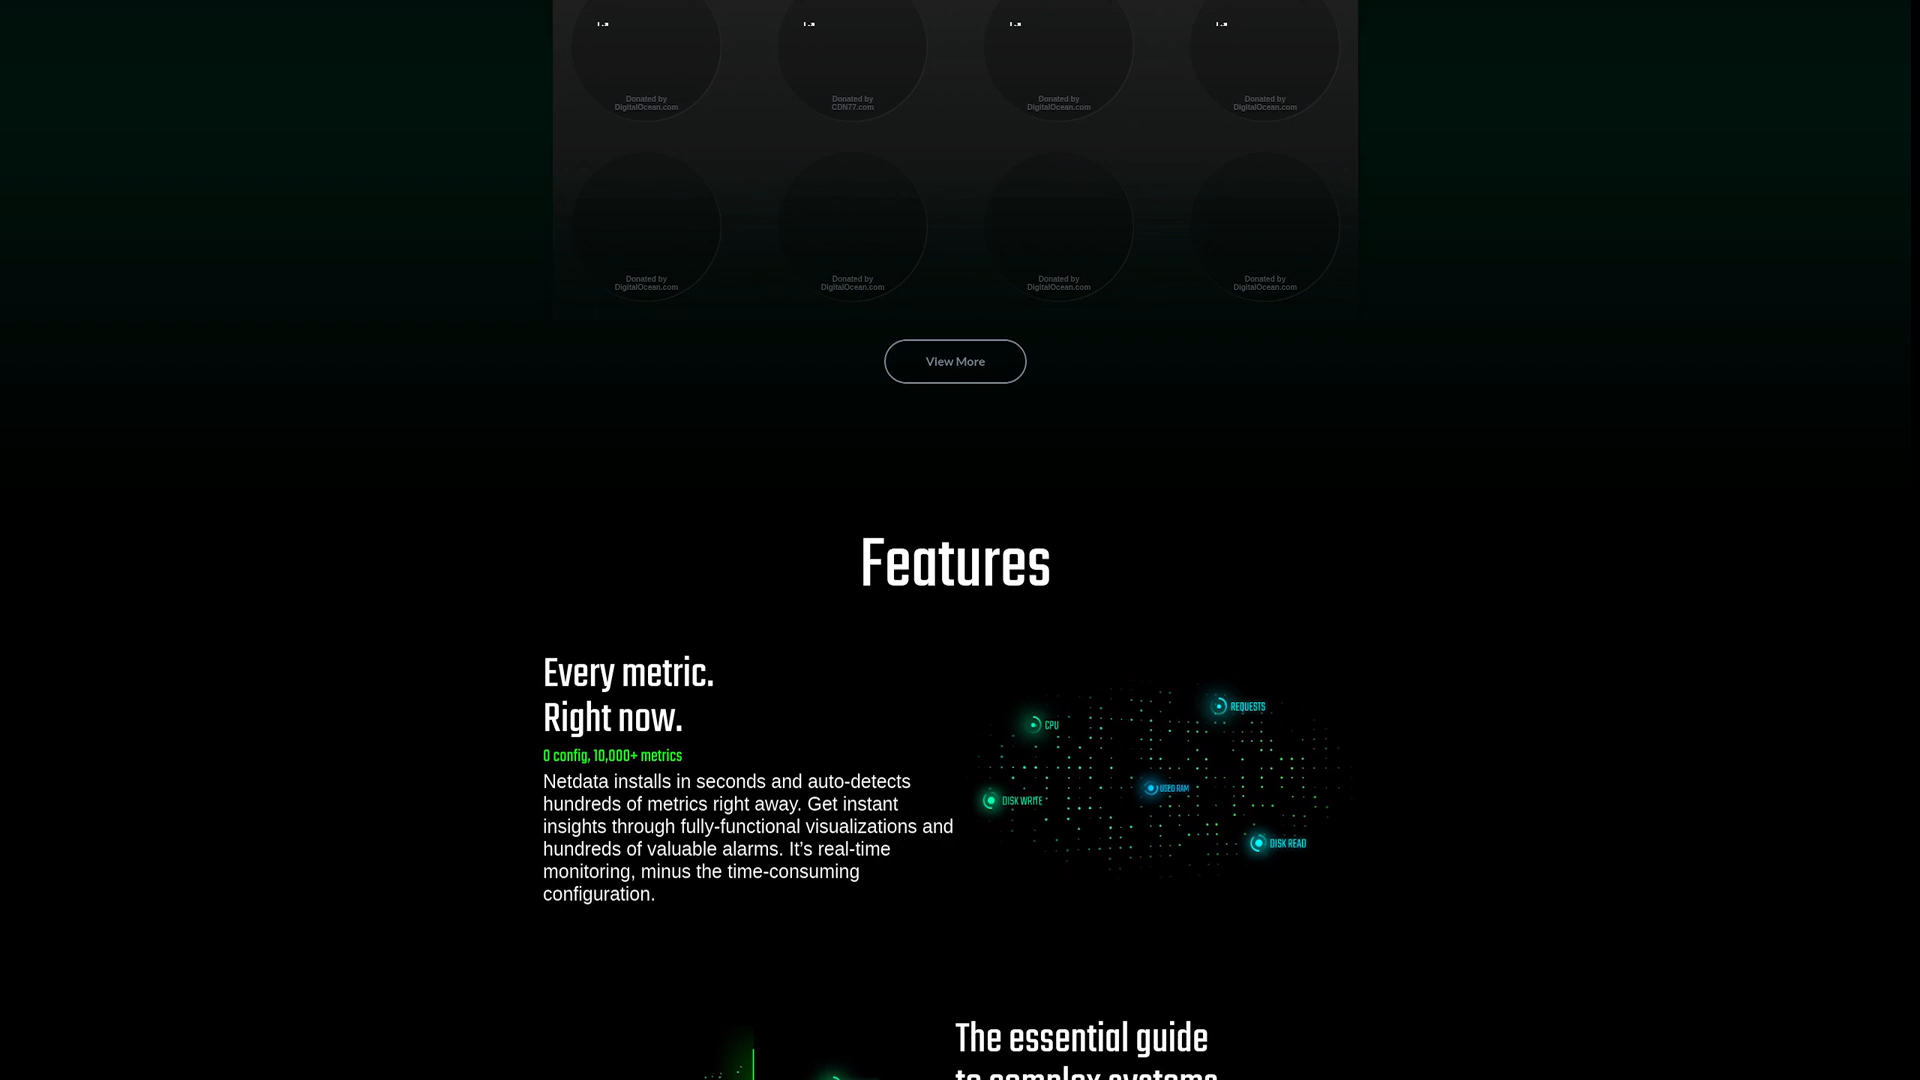 Donated by
DigitalOcean.com
Donated by
CDN77.com
Donated by
DigitalOcean.com
Donated by
DigitalOcean.com
Donated by
DigitalOcean.com
Donated by
DigitalOcean.com
Donated by
DigitalOcean.com
Donated by
DigitalOcean.com
View More
Features
Every metric.
Right now.
0 config, 10,000+ metrics
Netdata installs in seconds and auto-detects
hundreds of metrics right away. Get instant
insights through fully-functional visualizations and
hundreds of valuable alarms. It’s real-time
monitoring, minus the time-consuming
configuration.
REQUESTS
CPU
USED RAM
DISK WRITE
DISK READ
The essential guide
to complex systems